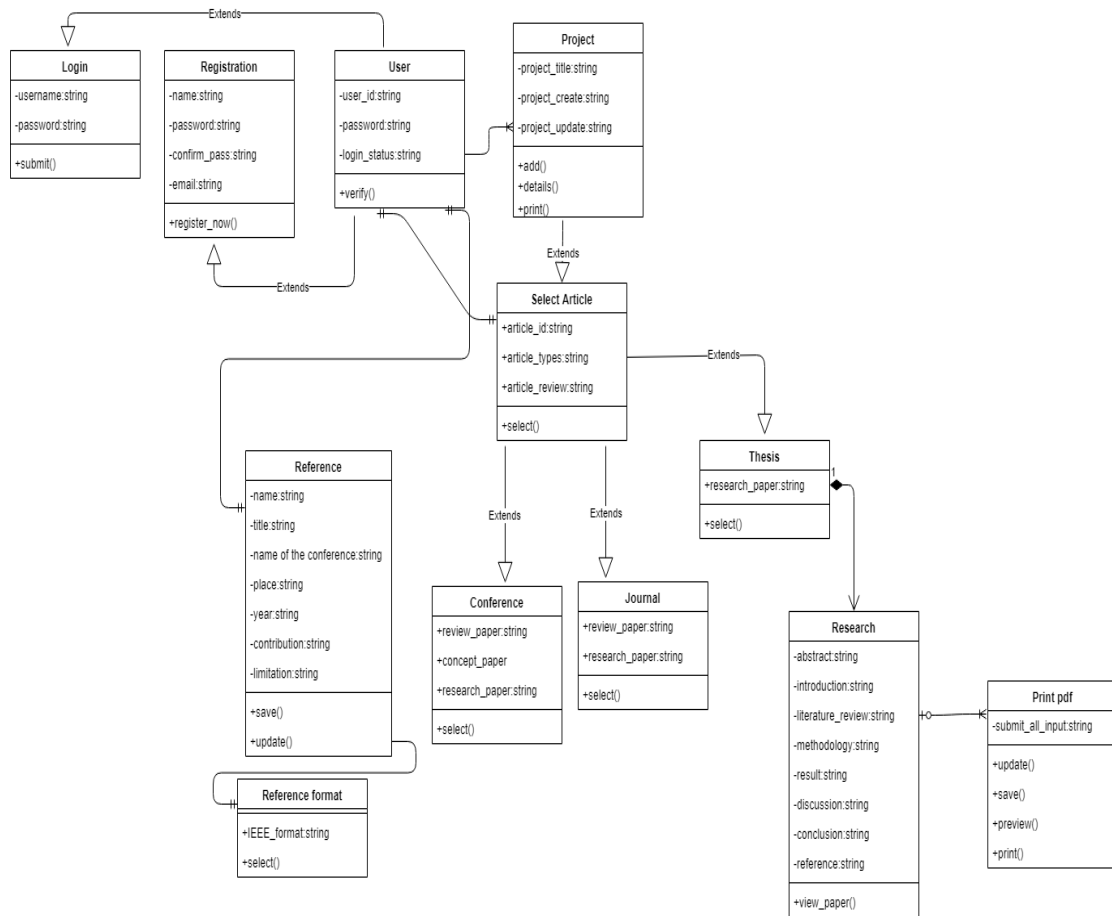 Extends
Login
-username:string
-password:string
+submit()
Registration
-name:string
-password:string
-confirm_pass:string
-email:string
+register_now()
User
-user_id:string
-password:string
-login_status:string
+verify()
Project
-project_title:string
-project_create:string
-project_update:string
+add()
+details()
+print()
Extends
Extends
Select Article
+article_id:string
+article_types:string
+article_review:string
+select()
Extends
Reference
-name:string
-title:string
-name of the conference:string
-place:string
-year:string
-contribution:string
-limitation:string
+save()
+update()
Extends
Extends
Thesis
+research_paper:string
+select()
1
Conference
+review_paper:string
+concept_paper
+research_paper:string
+select()
Journal
+review_paper:string
+research_paper:string
+select()
Research
-abstract:string
-introduction:string
-literature_review:string
-methodology:string
-result:string
-discussion:string
-conclusion:string
-reference:string
+view_paper()
Print pdf
-submit_all_input:string
+update()
+save()
+preview()
+print()
Reference format
+IEEE_format:string
+select()